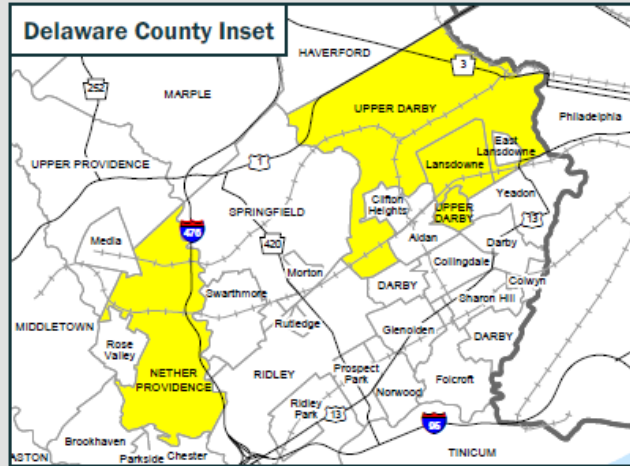 Delaware County Inset
HAVERFORD
3
252
MARPLE
UPPER DARBY
Philadelphia
East
Lansdowne
Lansdowne
UPPER PROVIDENCE
1
Yeadon
Clifton
Heights
UPPER
DARBY
SPRINGFIELD
13
476
Media
420
Aldan
Darby
Collingdale
Morton
Colwyn
Swarthmore
DARBY
Sharon Hill
MIDDLETOWN
Rutledge
Glenolden
DARBY
Rose
Valley
NETHER
PROVIDENCE
RIDLEY
Prospect
Park
Norwood
Folcroft
Ridley
Park
13
95
Brookhaven
ASTON
Parkside
Chester
TINICUM